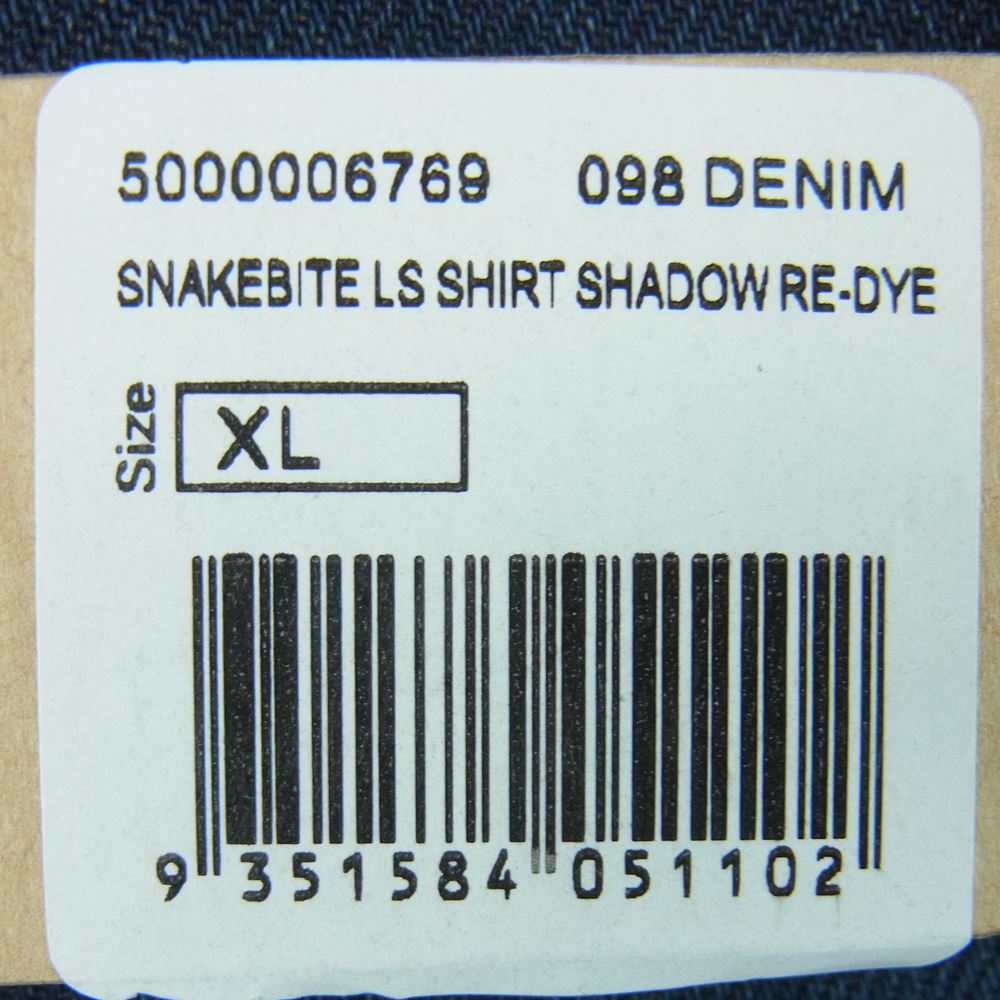 5000006769 098 DENIM
SNAKEBITE LS SHIRT SHADOW RE-DYE
Size XL
9 351584 051102